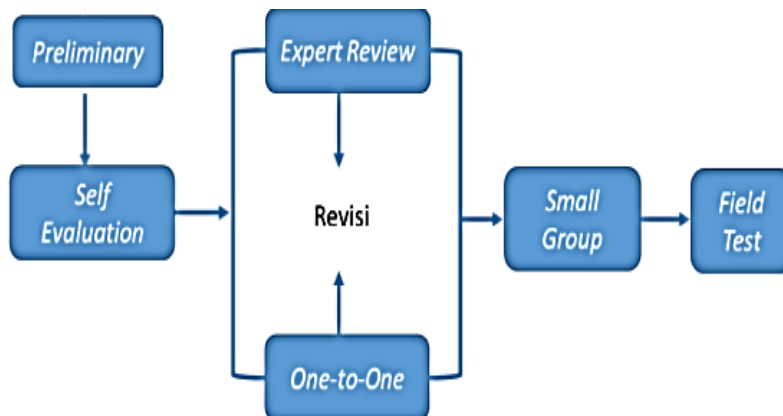 Preliminary
Self
Evaluation
Expert Review
Revisi
One-to-One
Small
Group
Field
Test